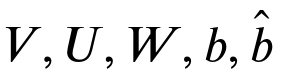 V, U, W, b, b̂